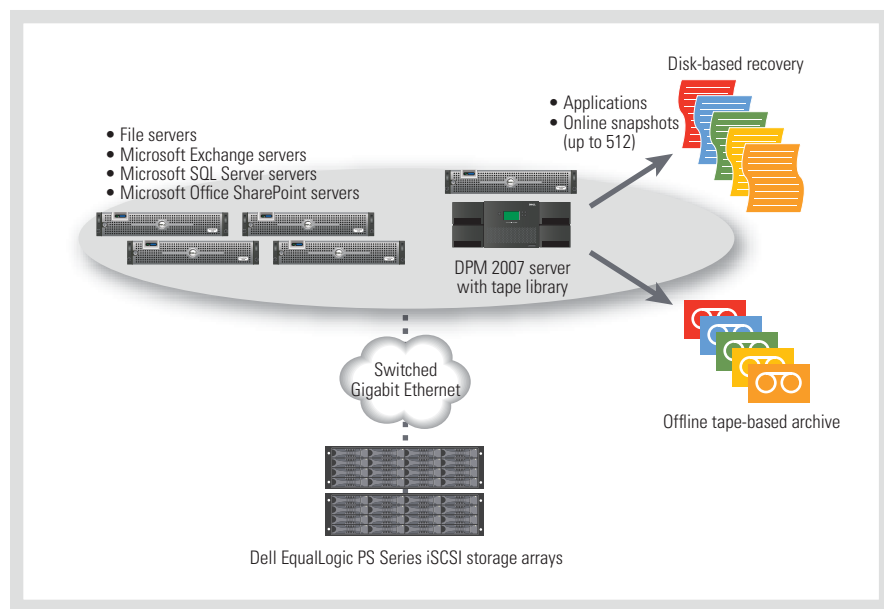 Disk-based recovery
• Applications
• Online snapshots
(up to 512)
• File servers
• Microsoft Exchange servers
• Microsoft SQL Server servers
• Microsoft Office SharePoint servers
DPM 2007 server
with tape library
Switched
Gigabit Ethernet
Offline tape-based archive
Dell EqualLogic PS Series iSCSI storage arrays